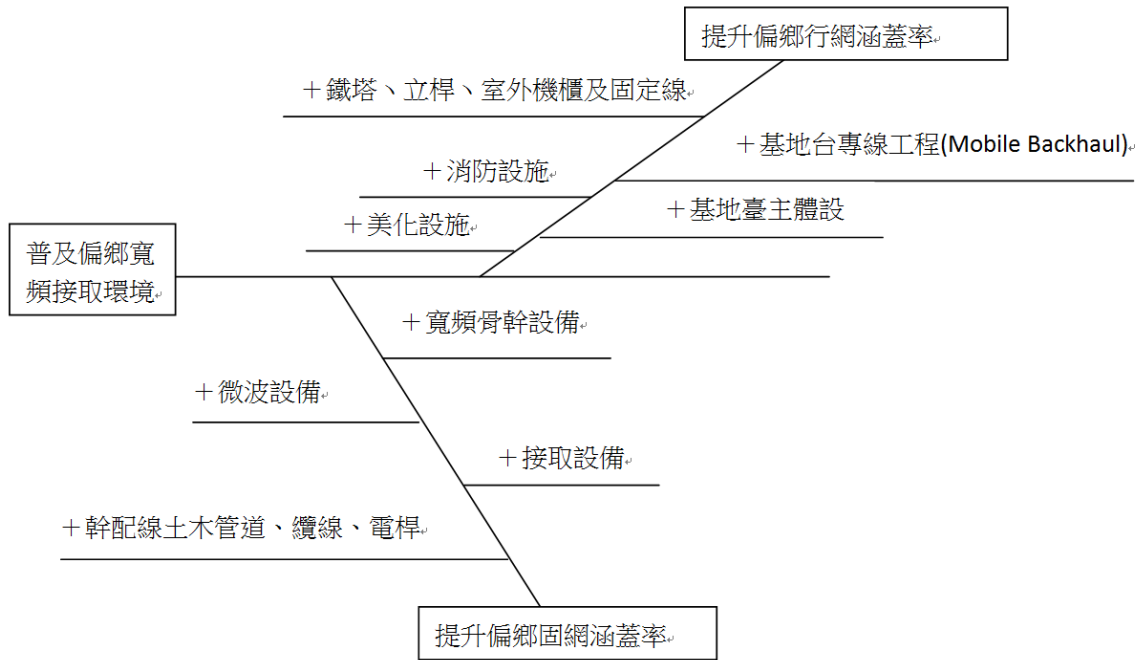 提升偏鄉行網涵蓋率
＋鐵塔、立桿、室外機櫃及固定線
＋基地台專線工程(Mobile Backhaul)
＋消防設施
＋基地臺主體設
＋美化設施
普及偏鄉寬
頻接取環境
＋寬頻骨幹設備
＋微波設備
＋接取設備
＋幹配線土木管道、纜線、電桿
提升偏鄉固網涵蓋率